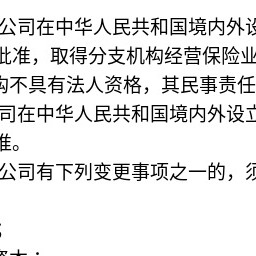 公司在中华人民共和国境内外
批准，取得分支机构经营保险业
构不具有法人资格，其民事责任
司在中华人民共和国境内外设立
准。
公司有下列变更事项之一的，须